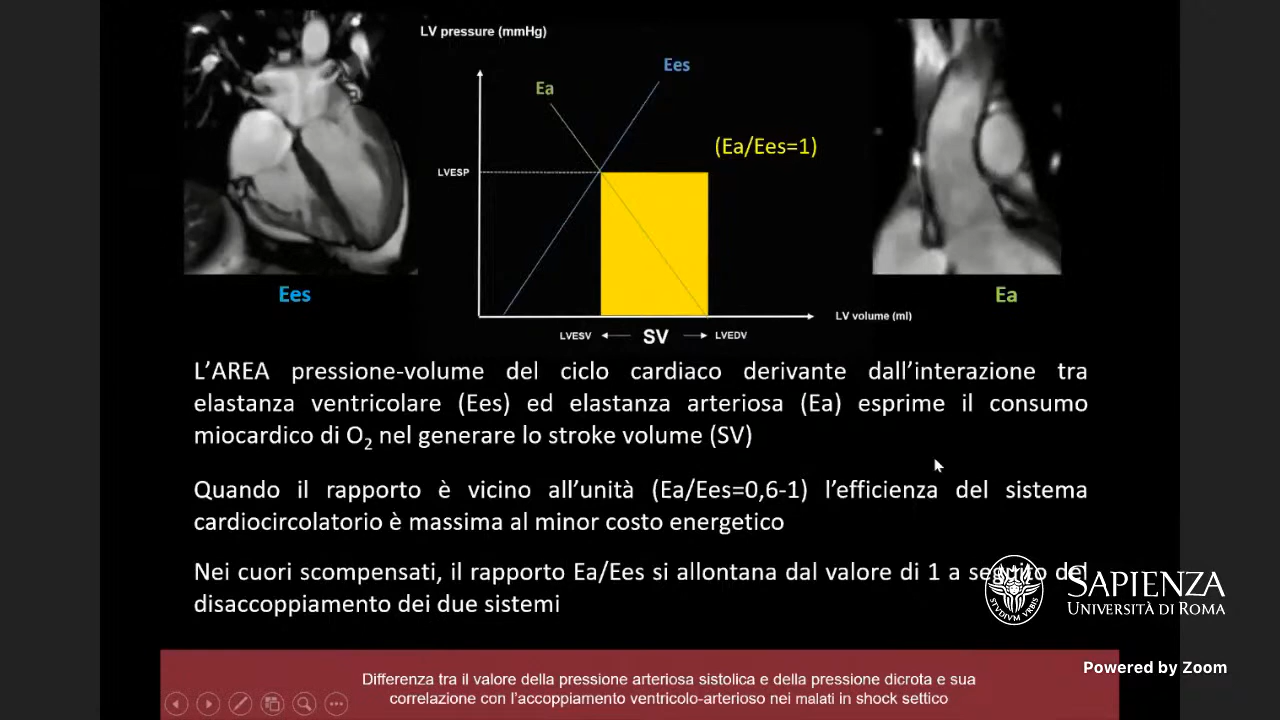 LV pressure (mmHg)
Ees
Ea
(Ea/Ees=1)
LVESP
LV volume (ml)
LVESV
SV
LVEDV
Ees
Ea
L’AREA pressione-volume del ciclo cardiaco derivante dall’interazione tra
elastanza ventricolare (Ees) ed elastanza arteriosa (Ea) esprime il consumo
miocardico di O₂ nel generare lo stroke volume (SV)
Quando il rapporto è vicino all’unità (Ea/Ees=0,6-1) l’efficienza del sistema
cardiocircolatorio è massima al minor costo energetico
Nei cuori scompensati, il rapporto Ea/Ees si allontana dal valore di 1 a seguito del
disaccoppiamento dei due sistemi
STVDIVM VRBIS
SAPIENZA
UNIVERSITÀ DI ROMA
Powered by Zoom
Differenza tra il valore della pressione arteriosa sistolica e della pressione dicrota e sua
correlazione con l’accoppiamento ventricolo-arterioso nei malati in shock settico